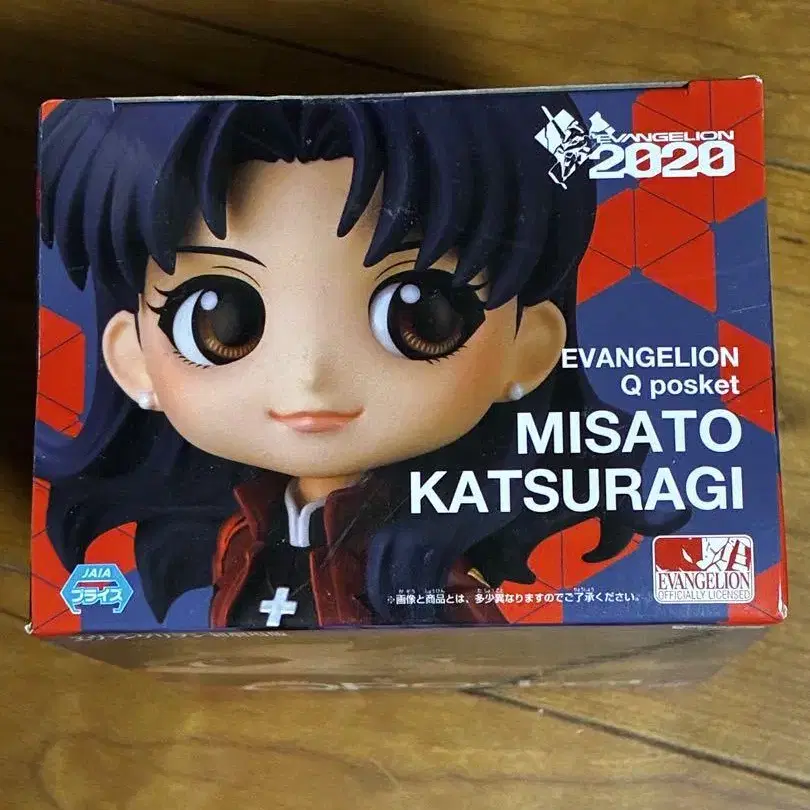 EVANGELION
2020
EVANGELION
Q posket
MISATO
KATSURAGI
JAIA
プライズ
EVANGELION
OFFICIALLY LICENSED
※画像と商品とは、多少異なりますのでご了承ください。